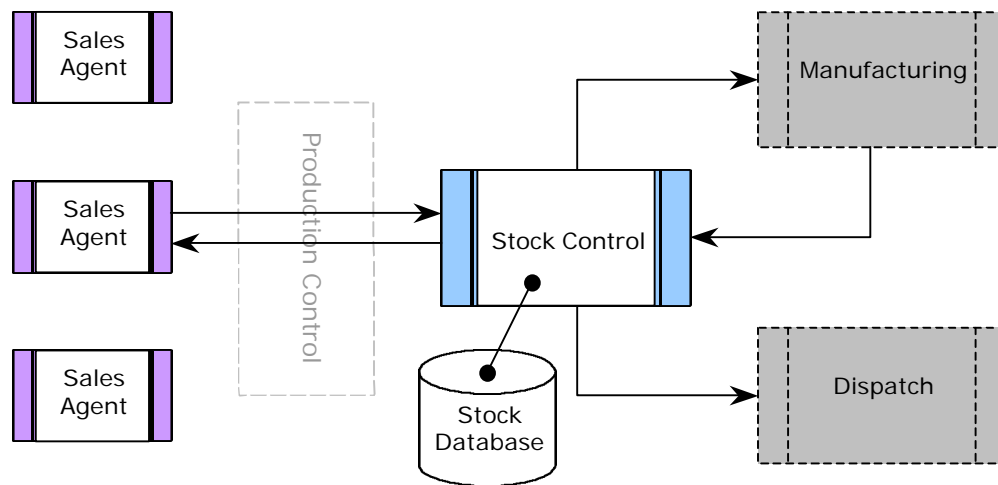 Sales
Agent
Manufacturing
Production Control
Sales
Agent
Stock Control
Sales
Agent
Dispatch
Stock
Database